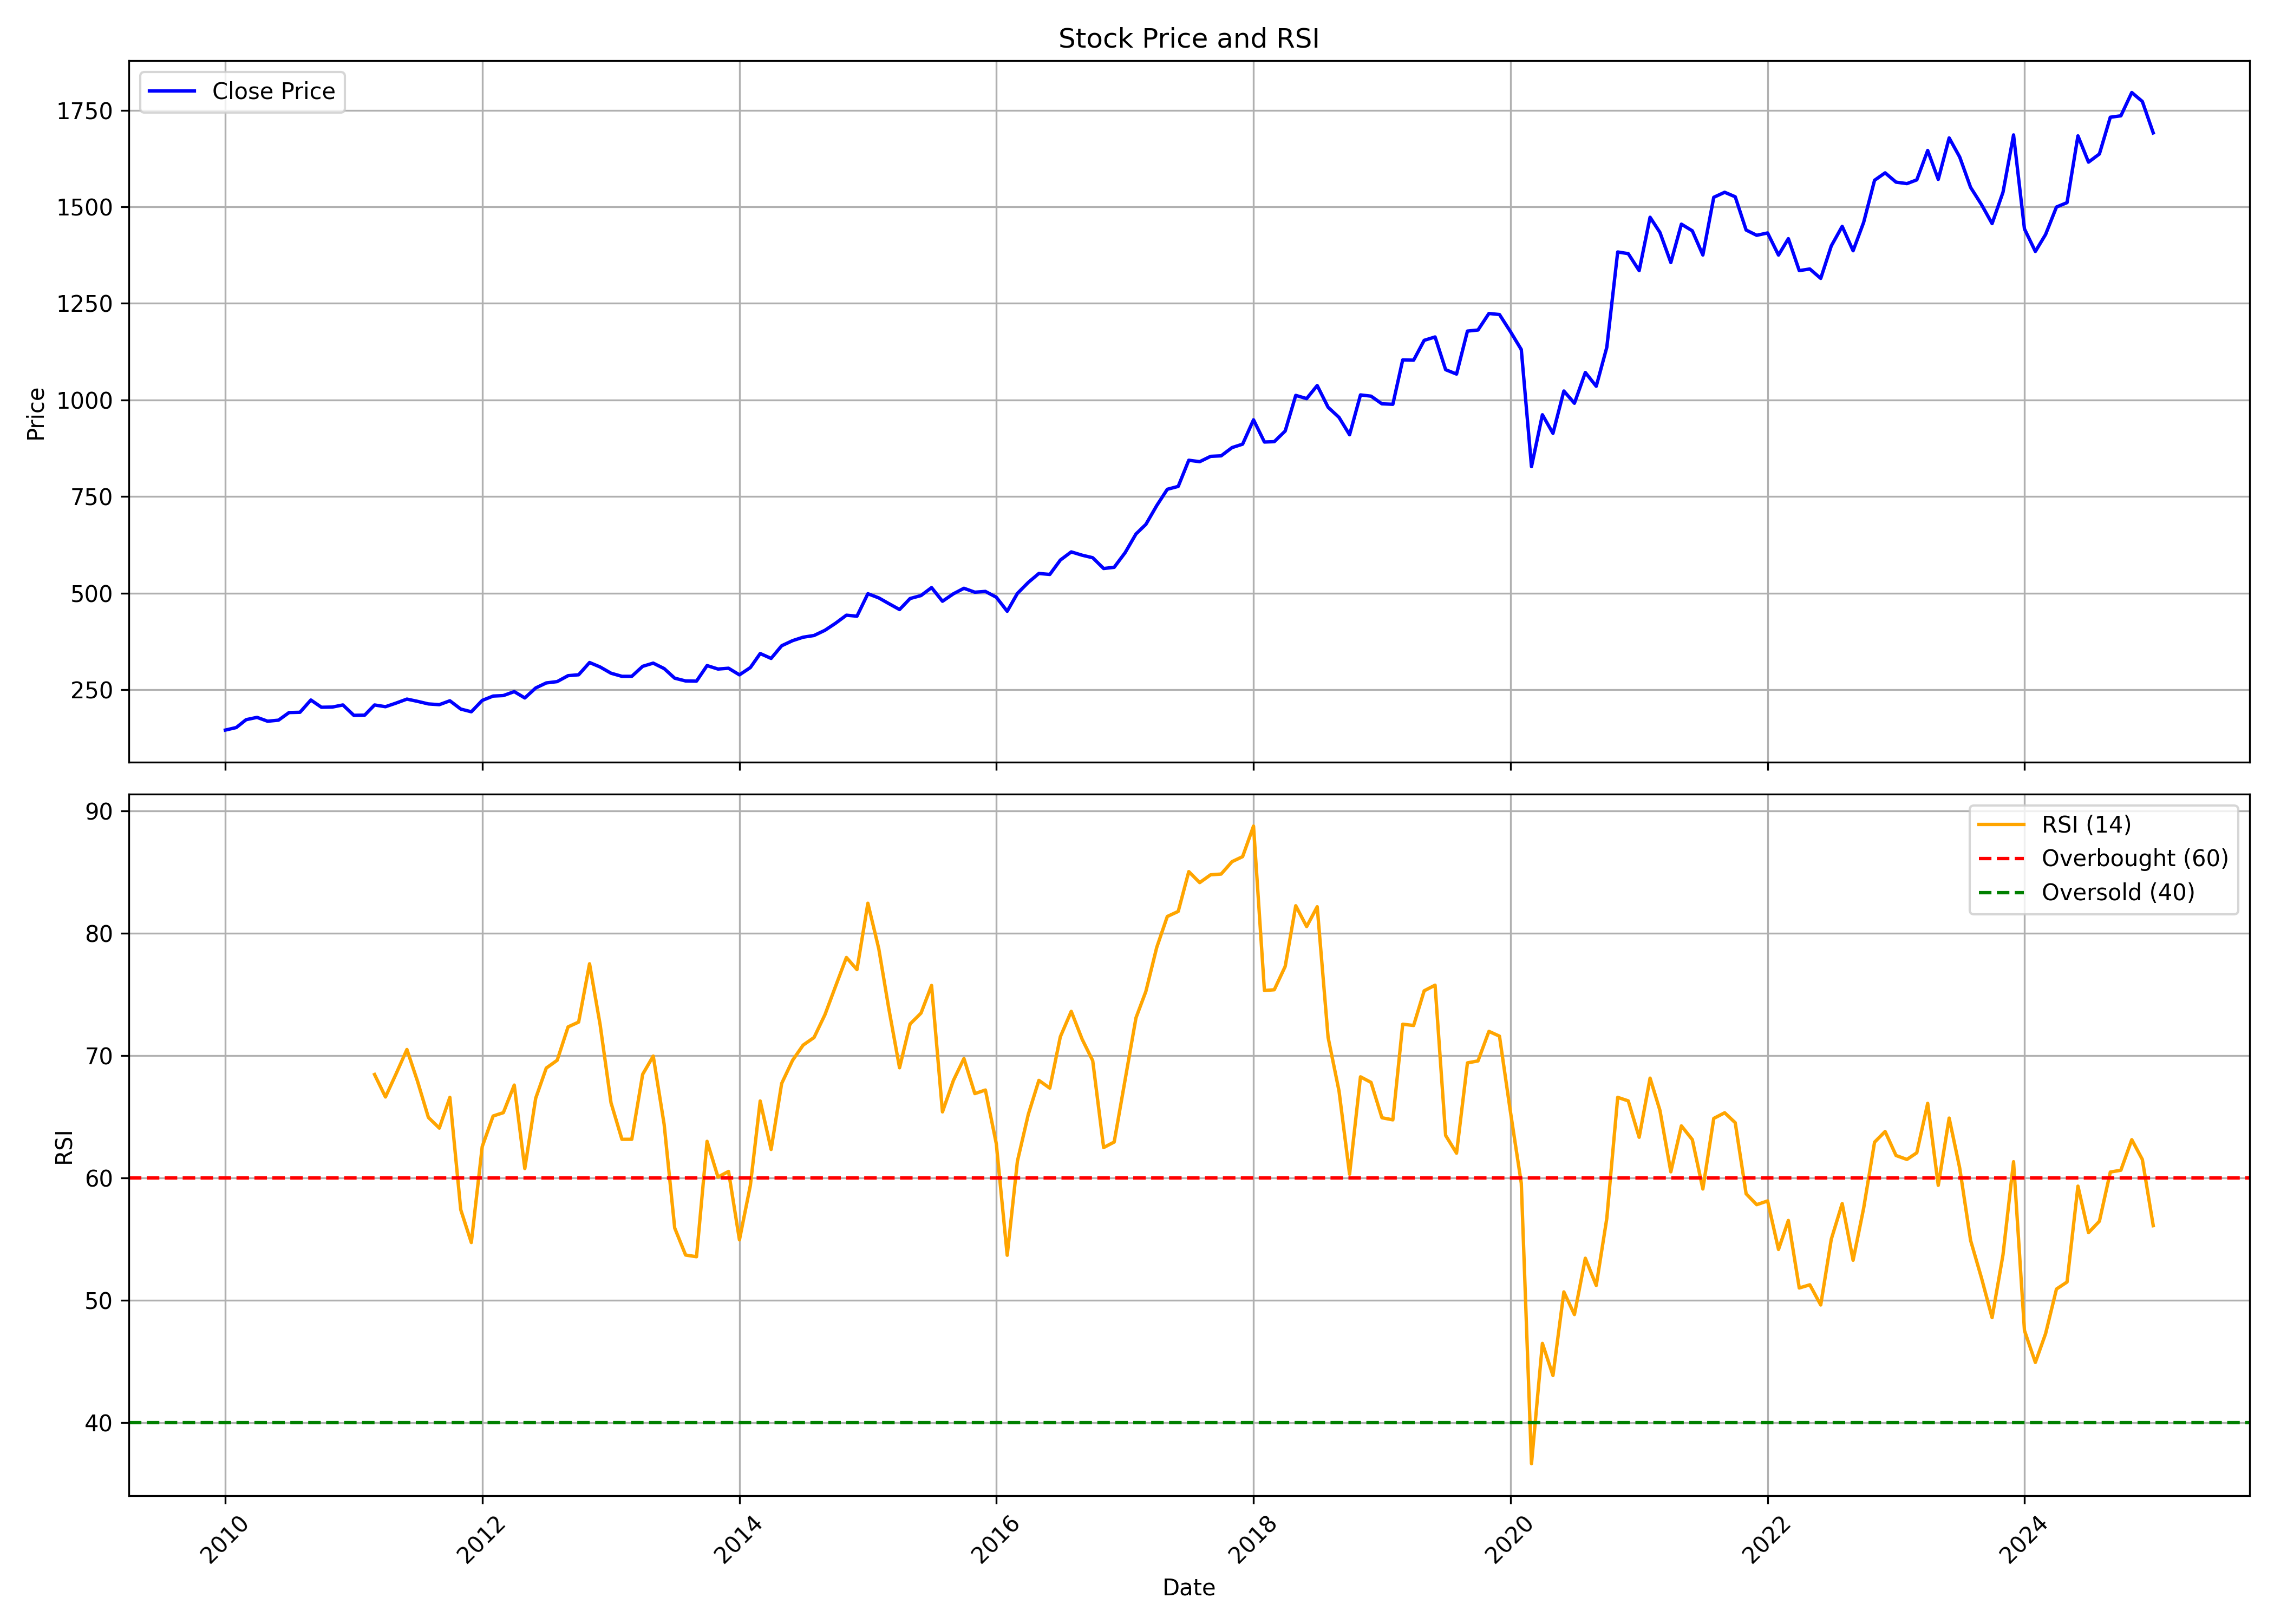 Stock Price and RSI
Close Price
1750
1500
1250
1000
750
500
250
Price
90
80
70
60
50
40
RSI
RSI (14)
Overbought (60)
Oversold (40)
2010
2012
2014
2016
2018
2020
2022
2024
Date